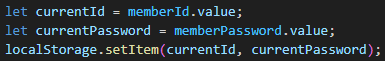 let currentId = memberId.value;
let currentPassword = memberPassword.value;
localStorage.setItem(currentId, currentPassword);